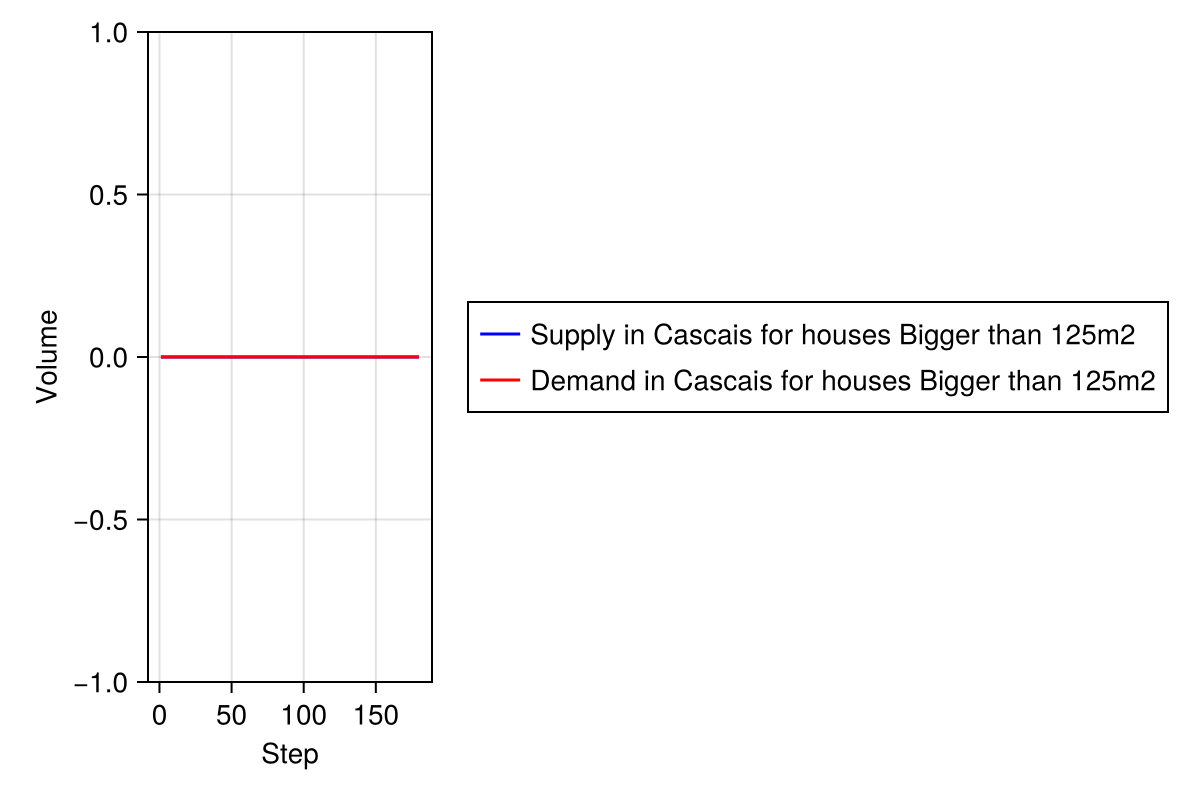 1.0
0.5
0.0
−0.5
−1.0
Volume
0 50 100 150
Step
Supply in Cascais for houses Bigger than 125m2
Demand in Cascais for houses Bigger than 125m2